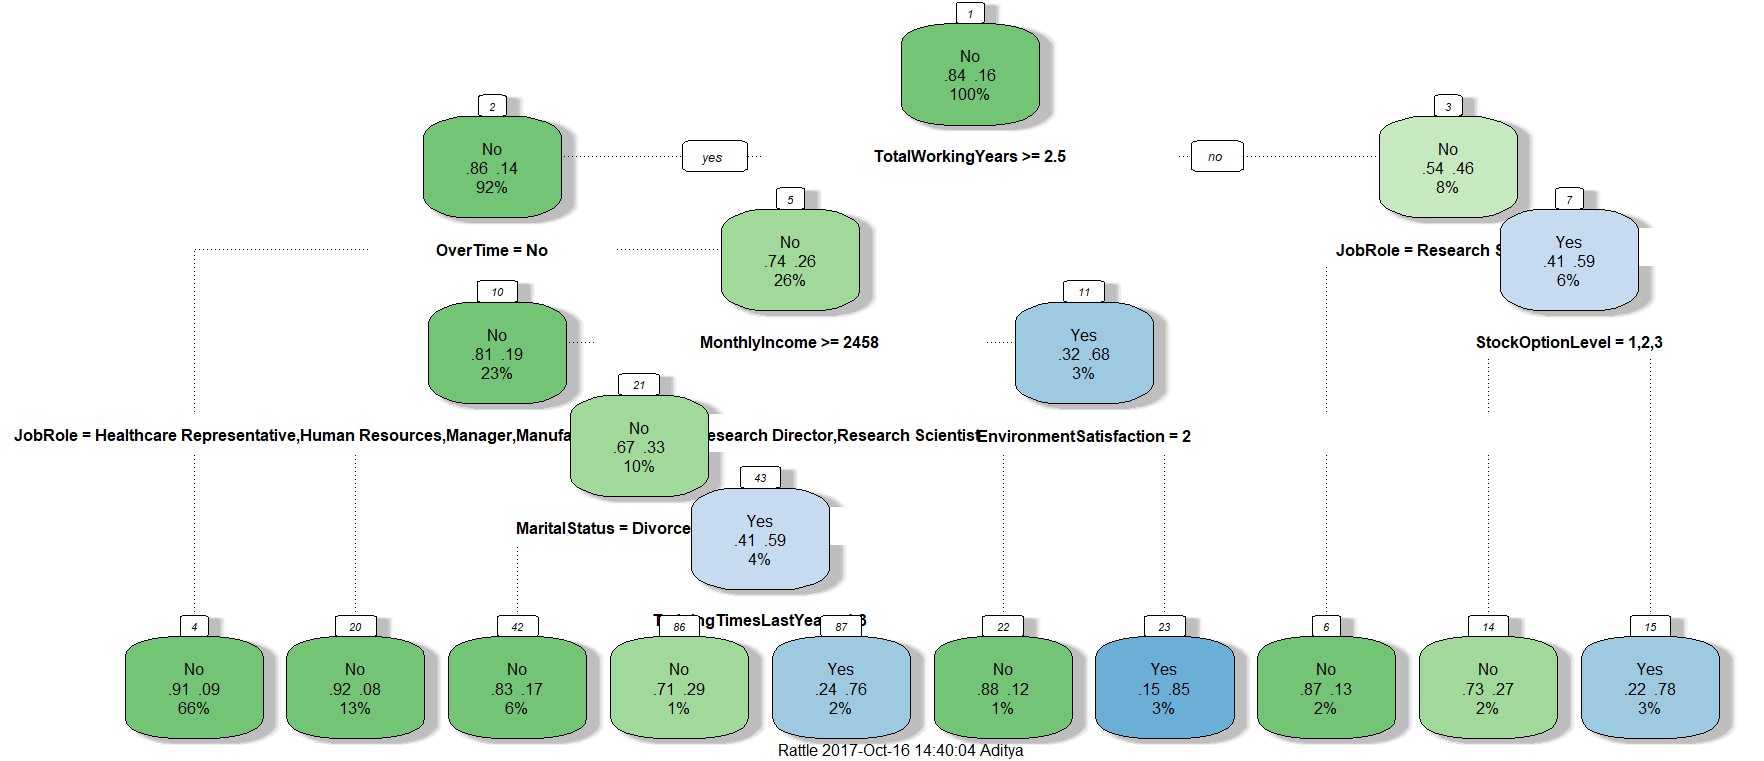 1
No
.84 .16
100%
2
No
.86 .14
92%
yes
TotalWorkingYears >= 2.5
no
3
No
.54 .46
8%
5
No
.74 .26
26%
7
Yes
.41 .59
6%
OverTime = No
JobRole = Research
10
No
.81 .19
23%
MonthlyIncome >= 2458
11
Yes
.32 .68
3%
StockOptionLevel = 1,2,3
21
No
.67 .33
10%
JobRole = Healthcare Representative,Human Resources,Manager, Director,Research Scientist
EnvironmentSatisfaction = 2
43
Yes
.41 .59
4%
MaritalStatus =
4
No
.91 .09
66%
20
No
.92 .08
13%
42
No
.83 .17
6%
86
No
.71 .29
1%
87
Yes
.24 .76
2%
22
No
.88 .12
1%
23
Yes
.15 .85
3%
6
No
.87 .13
2%
14
No
.73 .27
2%
15
Yes
.22 .78
3%
Rattle 2017-Oct-16 14:40:04 Aditya